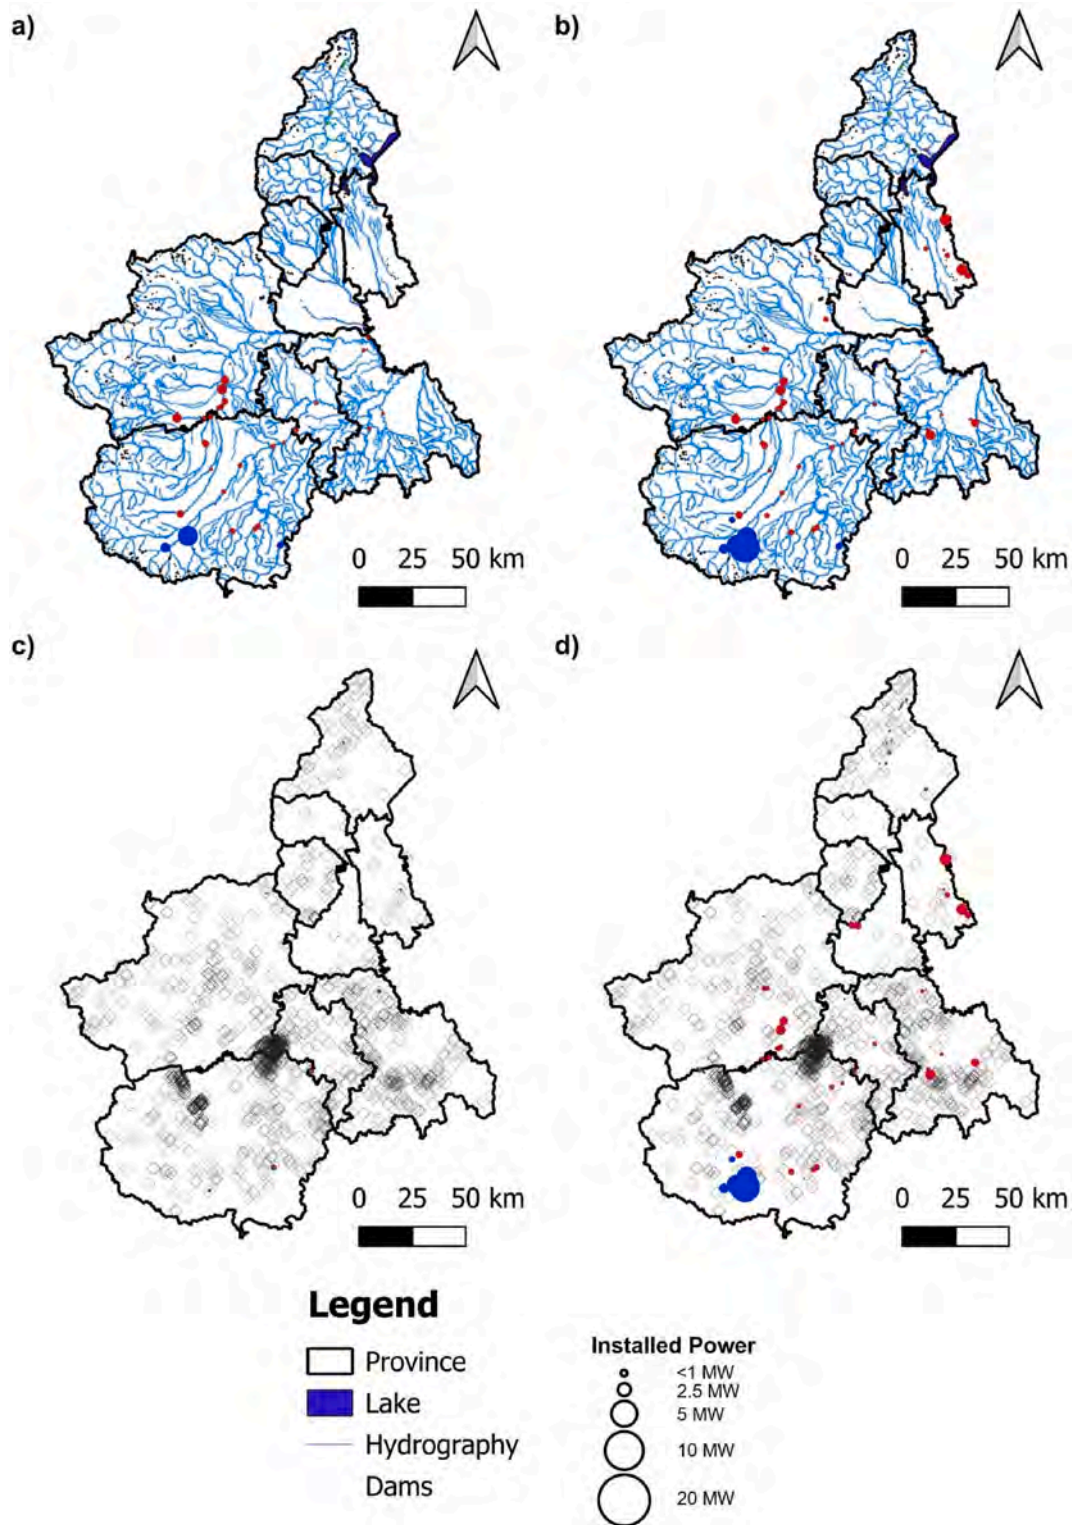 a)
b)
0 25 50 km
0 25 50 km
c)
d)
0 25 50 km
0 25 50 km
Legend
Province
Lake
Hydrography
Dams
Installed Power
<1 MW
2.5 MW
5 MW
10 MW
20 MW